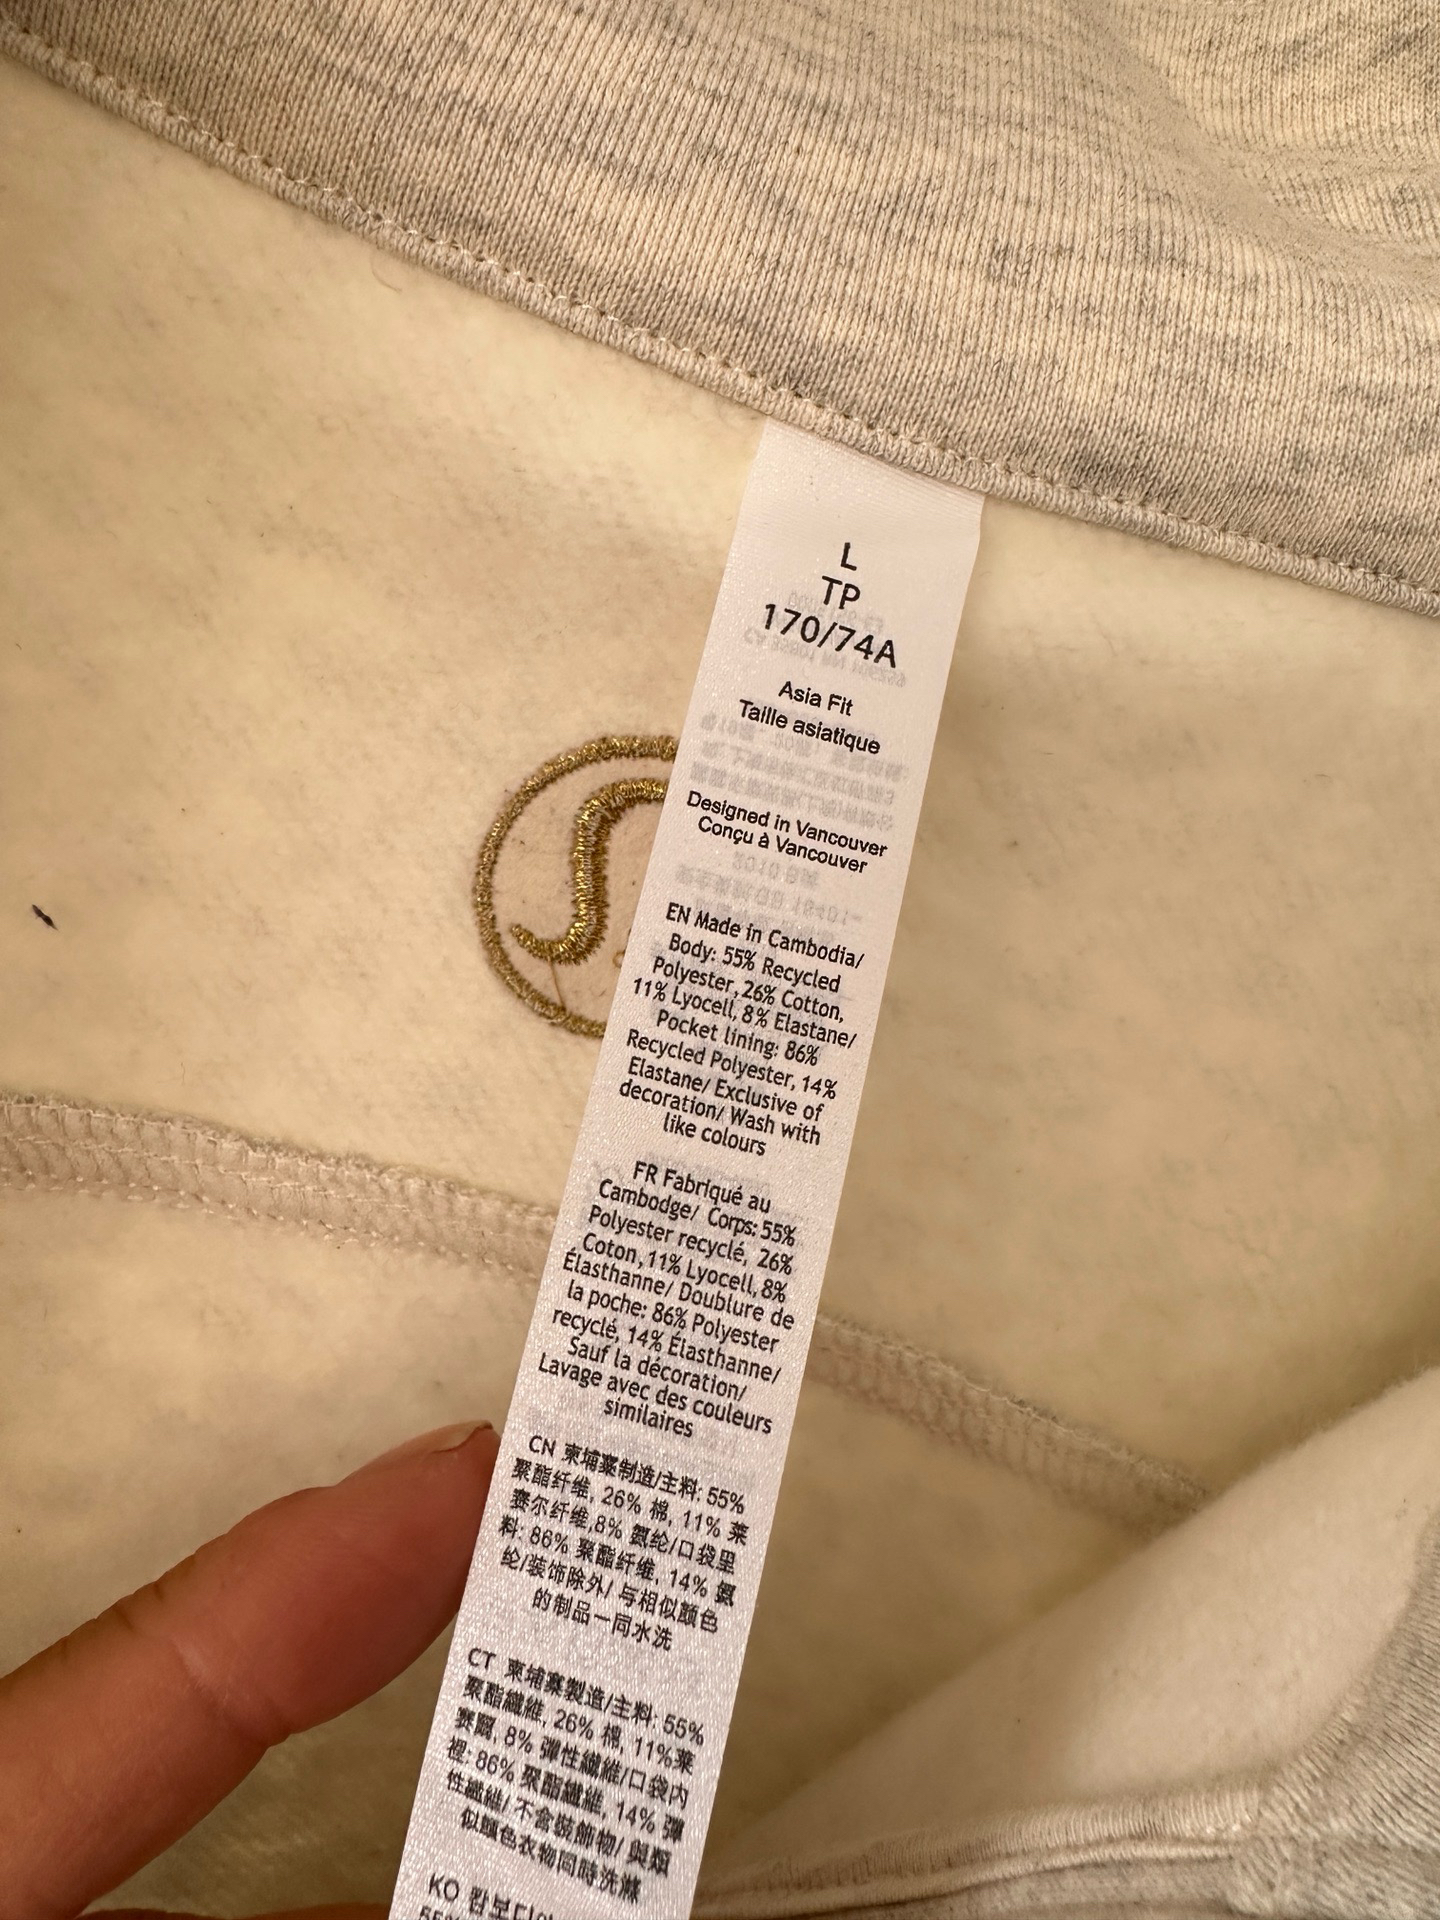 L
TP
170/74A
Asia Fit
Taille asiatique
Designed in Vancouver
Conçu à Vancouver
EN Made in Cambodia/
Body: 55% Recycled
Polyester, 26% Cotton,
11% Lyocell, 8% Elastane/
Pocket lining: 86%
Recycled Polyester, 14%
Elastane/ Exclusive of
decoration/ Wash with
like colours
FR Fabriqué au
Cambodge/ Corps: 55%
Polyester recyclé, 26%
Coton, 11% Lyocell, 8%
Élasthanne/ Doublure de
la poche: 86% Polyester
recyclé, 14% Élasthanne/
Sauf la décoration/
Lavage avec des couleurs
similaires
CN 柬埔寨制造/主料: 55%
聚酯纤维, 26% 棉, 11% 莱
赛尔纤维,8% 氨纶/口袋里
料: 86% 聚酯纤维, 14% 氨
纶/装饰除外/ 与相似颜色
的制品一同水洗
CT 柬埔寨製造/主料: 55%
聚酯纖維, 26% 棉, 11%萊
賽爾, 8% 彈性纖維/口袋內
裡: 86% 聚酯纖維, 14% 彈
性纖維/ 不含裝飾物/ 與類
似顏色衣物同時洗滌
KO 캄보디아
55%